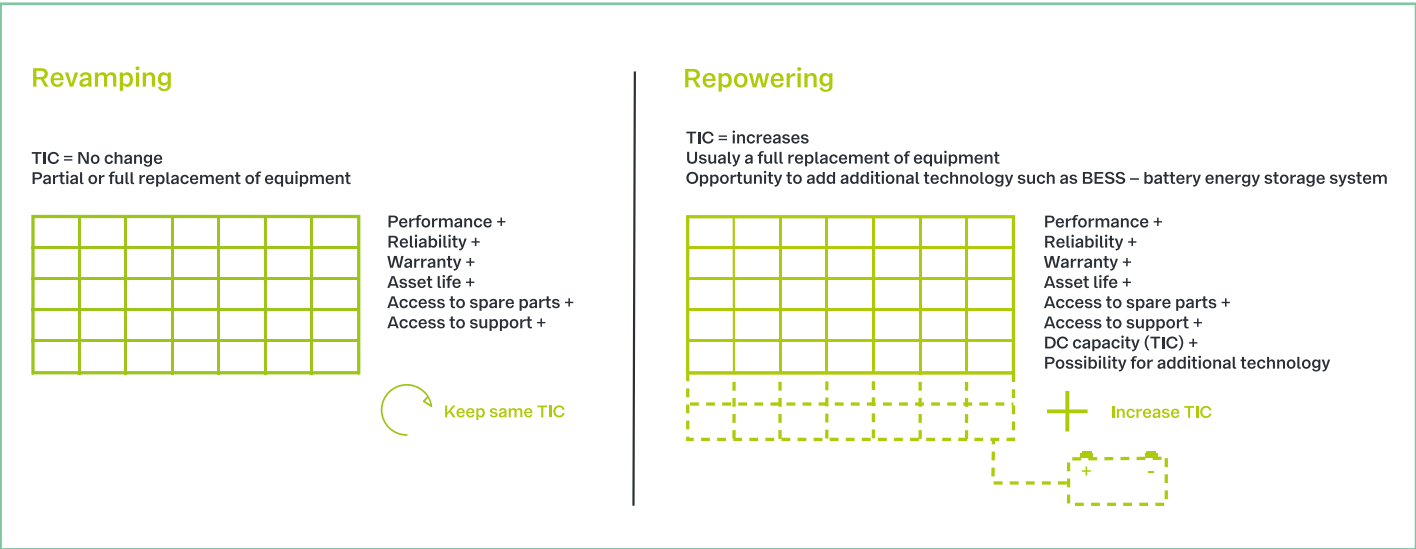 Revamping
TIC = No change
Partial or full replacement of equipment
Performance +
Reliability +
Warranty +
Asset life +
Access to spare parts +
Access to support +
Keep same TIC
Repowering
TIC = increases
Usualy a full replacement of equipment
Opportunity to add additional technology such as BESS – battery energy storage system
Performance +
Reliability +
Warranty +
Asset life +
Access to spare parts +
Access to support +
DC capacity (TIC) +
Possibility for additional technology
Increase TIC
+ -